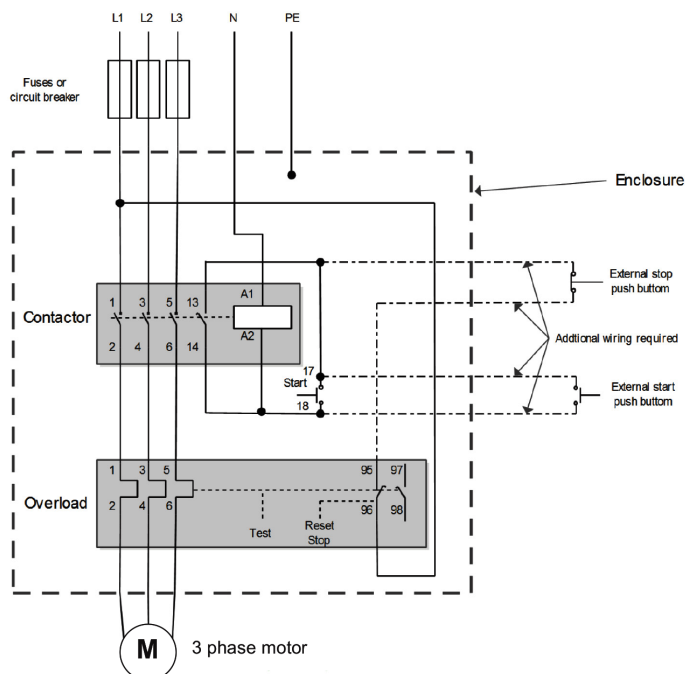 L1 L2 L3 N PE
Fuses or
circuit breaker
Enclosure
External stop
push buttom
1 3 5 13 A1
Contactor
Addtional wiring required
2 4 6 14 A2
17
Start
18
External start
push buttom
1 3 5 95 97
Overload
2 4 6 96 98
Test
Reset
Stop
M
3 phase motor